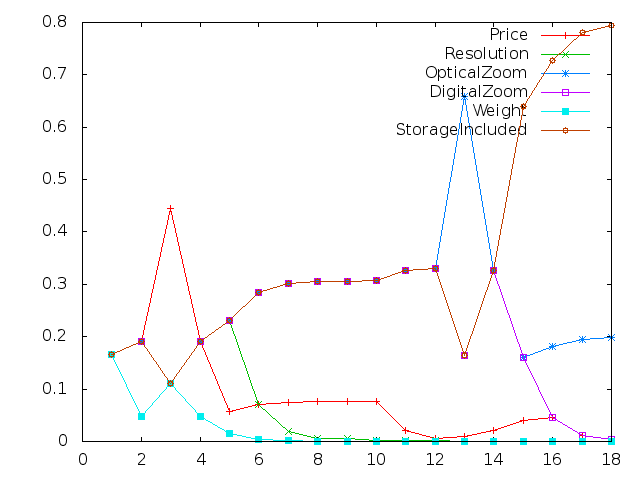 0.8
0.7
0.6
0.5
0.4
0.3
0.2
0.1
0
0 2 4 6 8 10 12 14 16 18
Price
Resolution
OpticalZoom
DigitalZoom
Weight
StorageIncluded